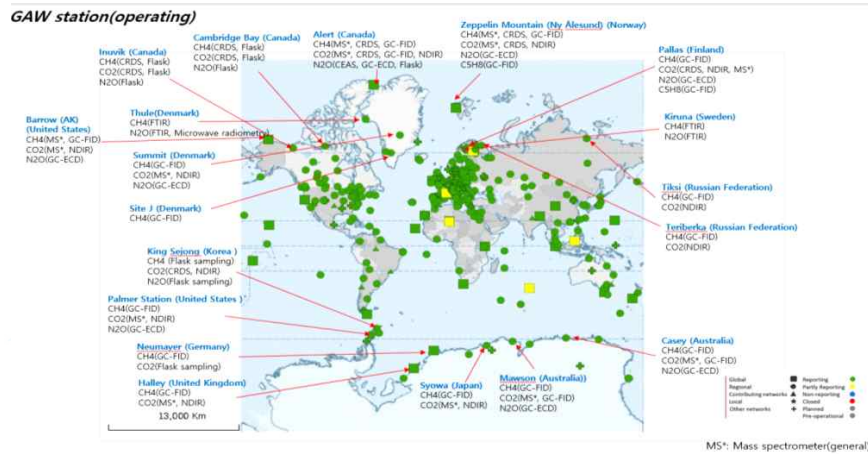 GAW station(operating)
Zeppelin Mountain (Ny Ålesund) (Norway)
CH4(MS*, CRDS, GC-FID)
CO2(MS*, CRDS, NDIR)
N2O(GC-ECD)
C5H8(GC-FID)
Alert (Canada)
CH4(MS*, CRDS, GC-FID)
CO2(MS*, CRDS, GC-FID, NDIR)
N2O(CEAS, GC-ECD, Flask)
Cambridge Bay (Canada)
CH4(CRDS, Flask)
CO2(CRDS, Flask)
N2O(Flask)
Inuvik (Canada)
CH4(CRDS, Flask)
CO2(CRDS, Flask)
N2O(Flask)
Pallas (Finland)
CH4(GC-FID)
CO2(CRDS, NDIR, MS*)
N2O(GC-ECD)
C5H8(GC-FID)
Barrow (AK)
(United States)
CH4(MS*, GC-FID)
CO2(MS*, NDIR)
N2O(GC-ECD)
Thule(Denmark)
CH4(FTIR)
N2O(FTIR, Microwave radiometry)
Kiruna (Sweden)
CH4(FTIR)
N2O(FTIR)
Summit (Denmark)
CH4(GC-FID)
CO2(MS*, NDIR)
N2O(GC-ECD)
Tiksi (Russian Federation)
CH4(GC-FID)
CO2(NDIR)
Site J (Denmark)
CH4(GC-FID)
Teriberka (Russian Federation)
CH4(GC-FID)
CO2(NDIR)
King Sejong (Korea )
CH4 (Flask sampling)
CO2(CRDS, NDIR)
N2O(Flask sampling)
Palmer Station (United States )
CH4(GC-FID)
CO2(MS*, NDIR)
N2O(GC-ECD)
Neumayer (Germany)
CH4(GC-FID)
CO2(Flask sampling)
Halley (United Kingdom)
CH4(GC-FID)
CO2(MS*, NDIR)
13,000 Km
Syowa (Japan)
CH4(GC-FID)
CO2(MS*, NDIR)
Mawson (Australia))
CH4(GC-FID)
CO2(MS*, GC-FID)
N2O(GC-ECD)
Casey (Australia)
CH4(GC-FID)
CO2(MS*, GC-FID)
N2O(GC-ECD)
Global Reporting
Regional Partly Reporting
Contributing networks Non-reporting
Local Closed
Other networks Planned
Pre-operational
MS*: Mass spectrometer(general)